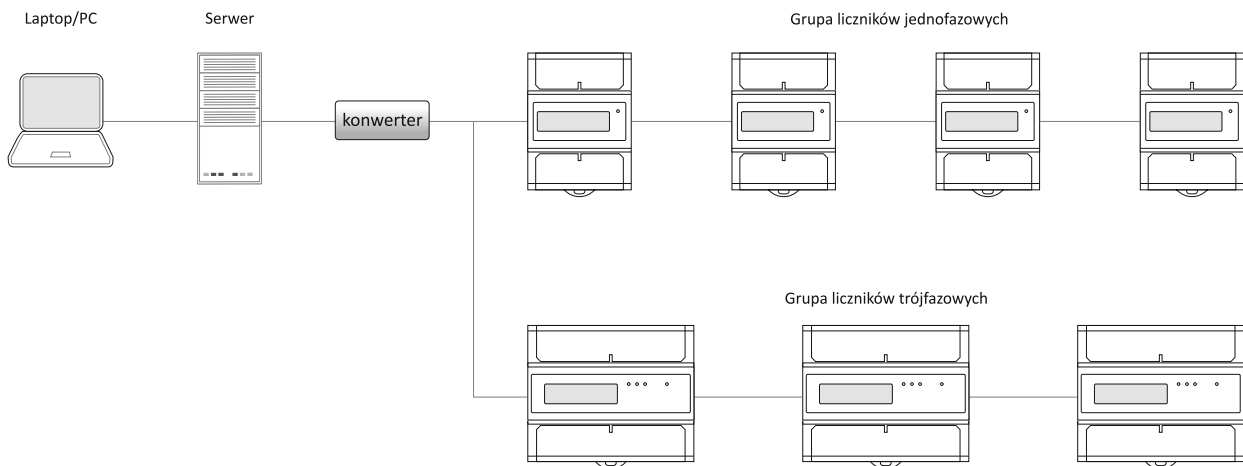 Laptop/PC
Serwer
Grupa liczników jednofazowych
konwerter
Grupa liczników trójfazowych